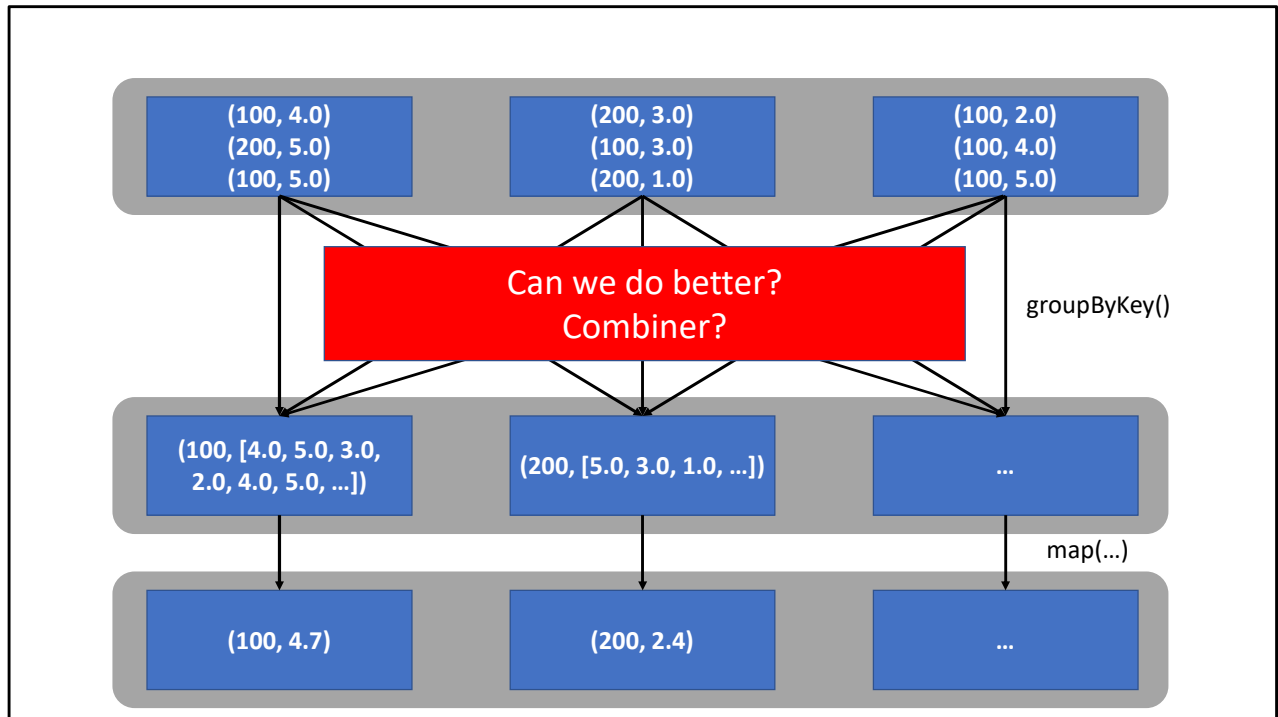 (100, 4.0)
(200, 5.0)
(100, 5.0)
(200, 3.0)
(100, 3.0)
(200, 1.0)
(100, 2.0)
(100, 4.0)
(100, 5.0)
Can we do better?
Combiner?
groupByKey()
(100, [4.0, 5.0, 3.0,
2.0, 4.0, 5.0, …])
(200, [5.0, 3.0, 1.0, …])
…
map(…)
(100, 4.7)
(200, 2.4)
…